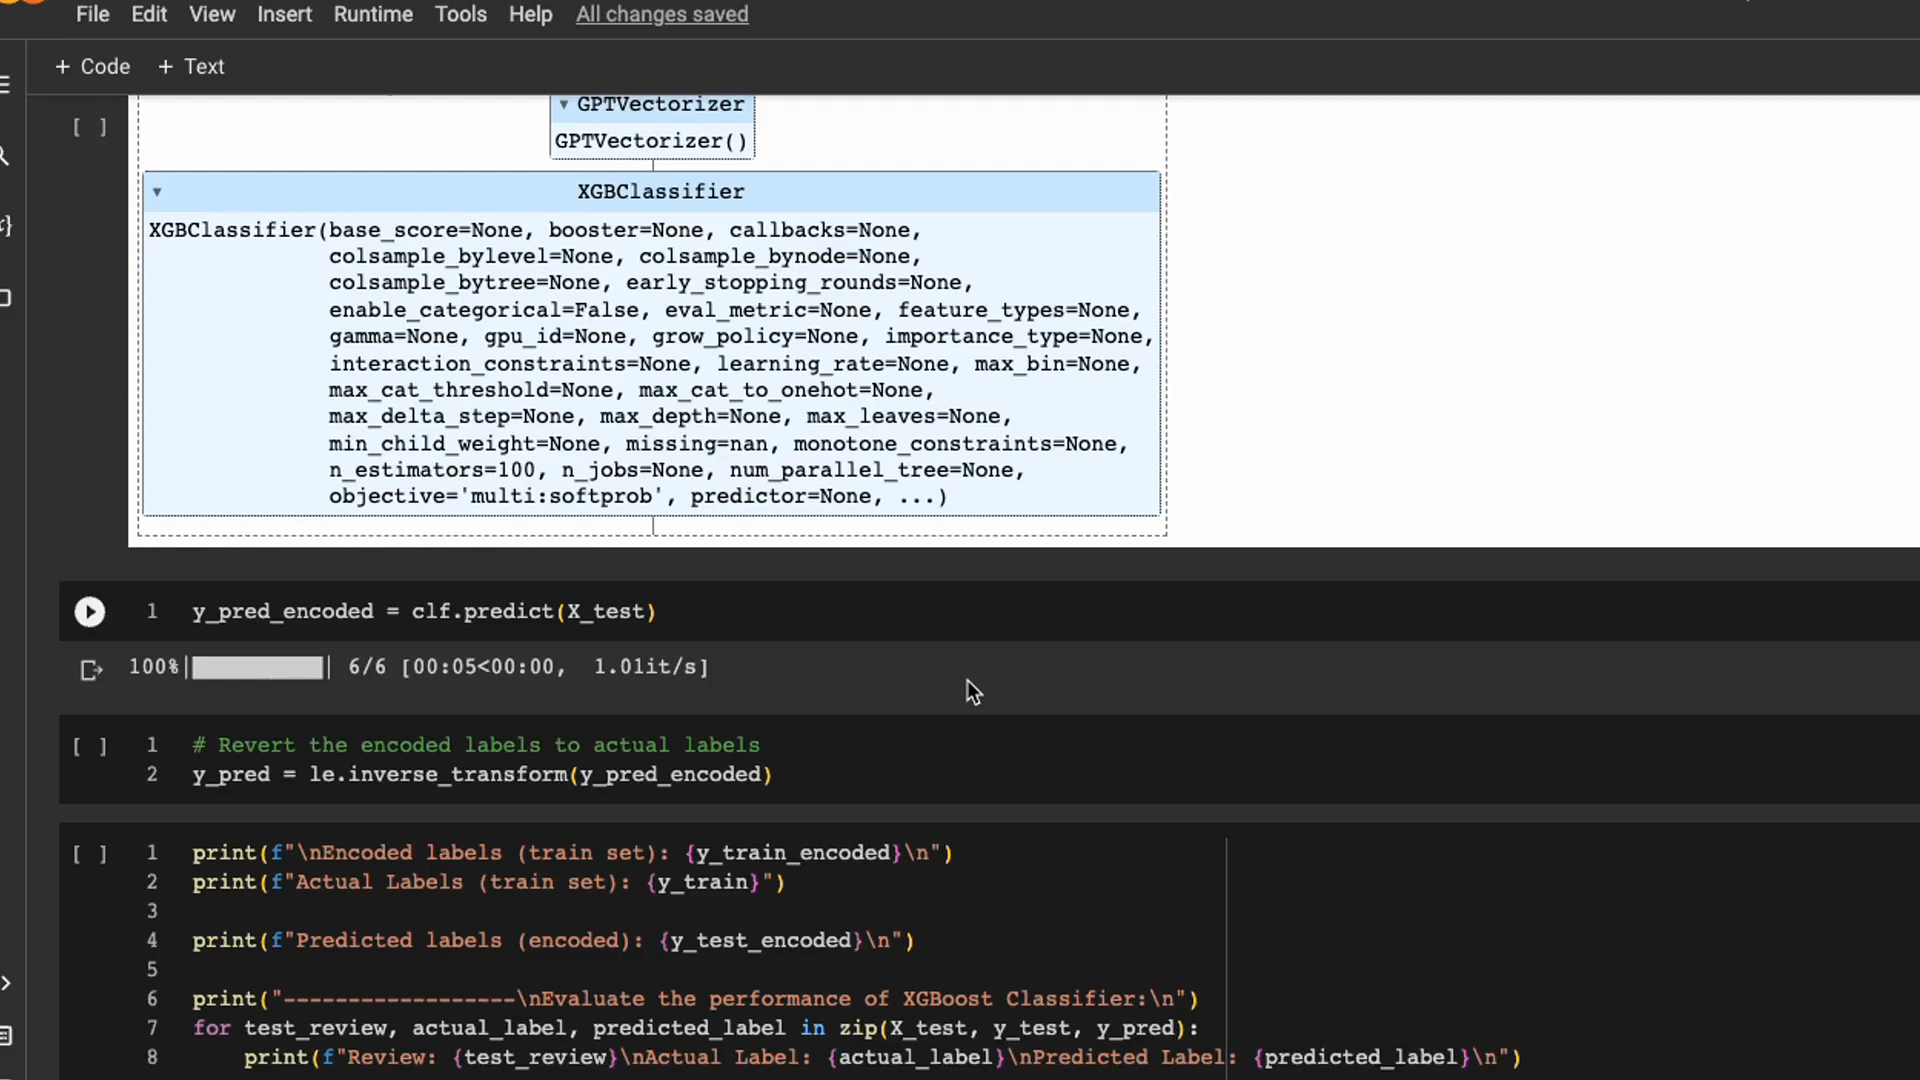 File Edit View Insert Runtime Tools Help All changes saved
+ Code + Text
▾ GPTVectorizer
[ ]
GPTVectorizer()
▾ XGBClassifier
XGBClassifier(base_score=None, booster=None, callbacks=None,
colsample_bylevel=None, colsample_bynode=None,
colsample_bytree=None, early_stopping_rounds=None,
enable_categorical=False, eval_metric=None, feature_types=None,
gamma=None, gpu_id=None, grow_policy=None, importance_type=None,
interaction_constraints=None, learning_rate=None, max_bin=None,
max_cat_threshold=None, max_cat_to_onehot=None,
max_delta_step=None, max_depth=None, max_leaves=None,
min_child_weight=None, missing=nan, monotone_constraints=None,
n_estimators=100, n_jobs=None, num_parallel_tree=None,
objective='multi:softprob', predictor=None, ...)
1 y_pred_encoded = clf.predict(X_test)
100%| | 6/6 [00:05<00:00, 1.01it/s]
[ ] 1 # Revert the encoded labels to actual labels
2 y_pred = le.inverse_transform(y_pred_encoded)
[ ] 1 print(f"\nEncoded labels (train set): {y_train_encoded}\n")
2 print(f"Actual Labels (train set): {y_train}")
3
4 print(f"Predicted labels (encoded): {y_test_encoded}\n")
5
6 print("------------------\nEvaluate the performance of XGBoost Classifier:\n")
7 for test_review, actual_label, predicted_label in zip(X_test, y_test, y_pred):
8 print(f"Review: {test_review}\nActual Label: {actual_label}\nPredicted Label: {predicted_label}\n")